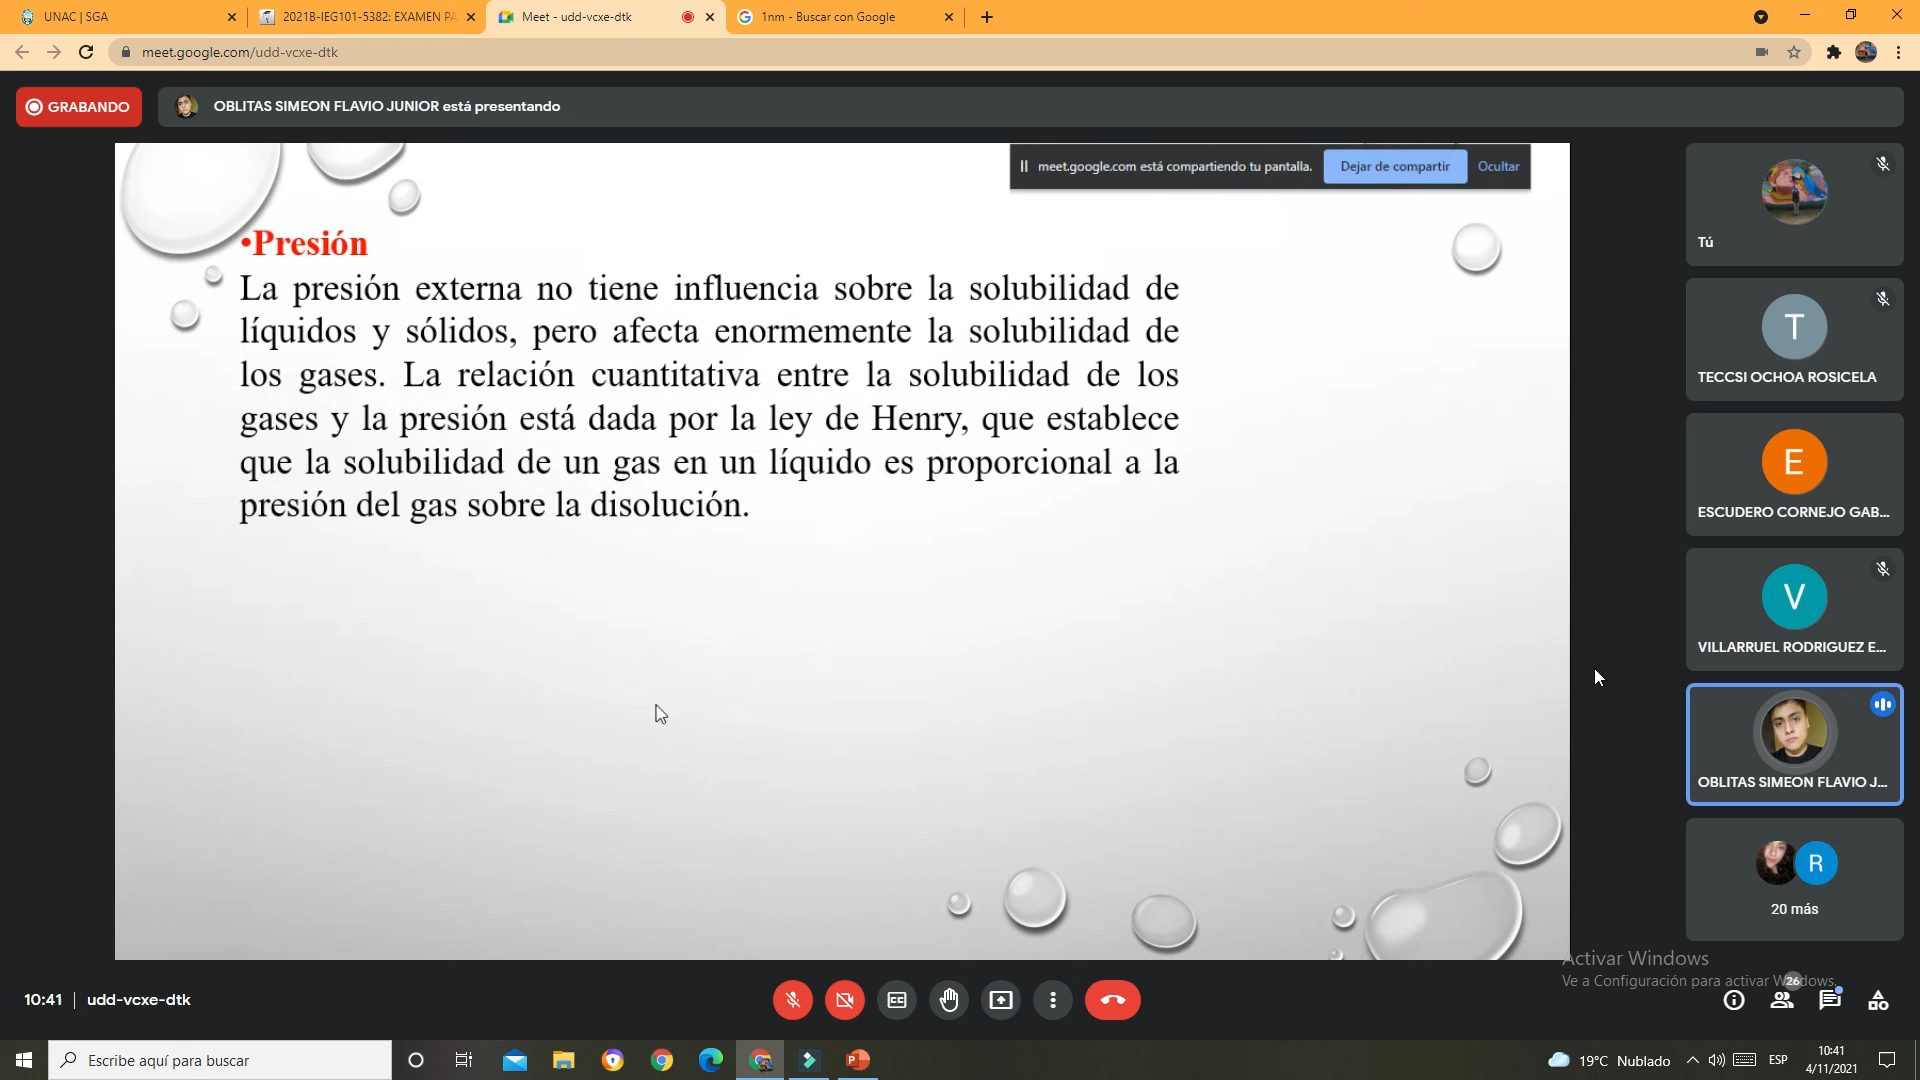 UNAC | SGA
2021B-IEG101-5382: EXAMEN PA
Meet - udd-vcxe-dtk
1nm - Buscar con Google
meet.google.com/udd-vcxe-dtk
GRABANDO
OBLITAS SIMEON FLAVIO JUNIOR está presentando
meet.google.com está compartiendo tu pantalla.
Dejar de compartir
Ocultar
•Presión
La presión externa no tiene influencia sobre la solubilidad de
líquidos y sólidos, pero afecta enormemente la solubilidad de
los gases. La relación cuantitativa entre la solubilidad de los
gases y la presión está dada por la ley de Henry, que establece
que la solubilidad de un gas en un líquido es proporcional a la
presión del gas sobre la disolución.
Tú
T
TECCSI OCHOA ROSICELA
E
ESCUDERO CORNEJO GAB...
V
VILLARRUEL RODRIGUEZ E...
OBLITAS SIMEON FLAVIO J...
R
20 más
Activar Windows
Ve a Configuración para activar Windows.
26
10:41 | udd-vcxe-dtk
Escribe aquí para buscar
19°C Nublado
ESP
10:41
4/11/2021